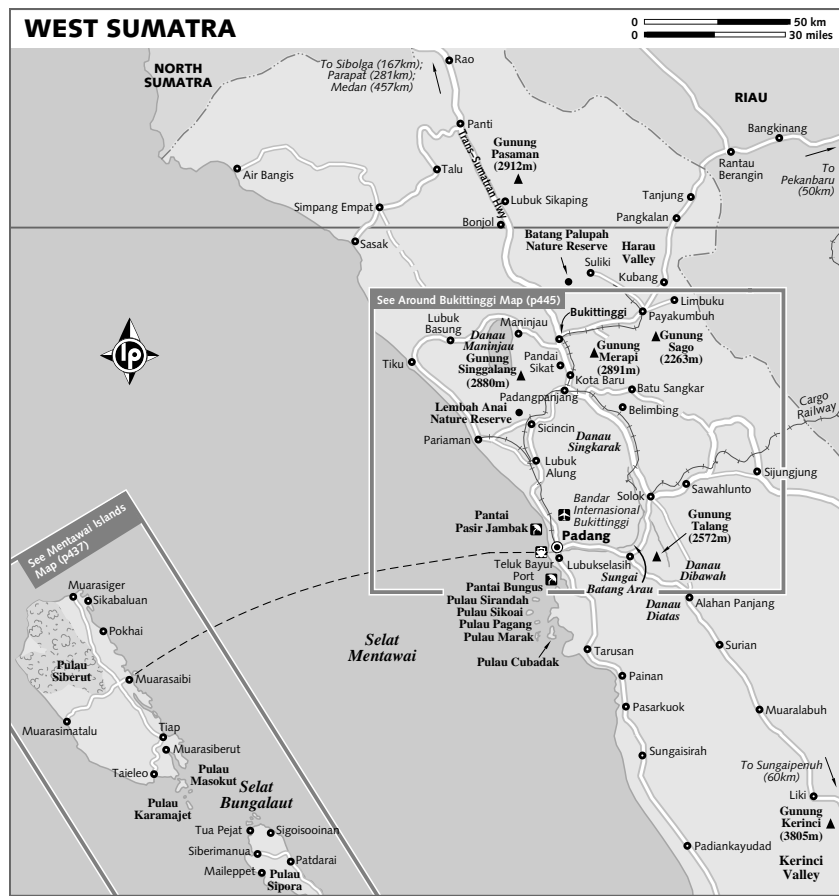 WEST SUMATRA
0 50 km
0 30 miles
NORTH
SUMATRA
To Sibolga (167km);
Parapat (281km);
Medan (457km)
Rao
RIAU
Panti
Bangkinang
Trans-Sumatran Hwy
Gunung
Pasaman
(2912m)
Rantau
Berangin
To
Pekanbaru
(50km)
Air Bangis
Talu
Simpang Empat
Lubuk Sikaping
Tanjung
Pangkalan
Bonjol
Sasak
Batang Palupah
Nature Reserve
Harau
Valley
Suliki
Kubang
See Around Bukittinggi Map (p445)
Limbuku
Bukittinggi
Payakumbuh
Lubuk
Basung
Maninjau
Danau
Maninjau
Gunung
Singgalang
(2880m)
Pandai
Sikat
Gunung
Merapi
(2891m)
Gunung
Sago
(2263m)
Tiku
Kota Baru
Padangpanjang
Batu Sangkar
Belimbing
Cargo
Railway
Lembah Anai
Nature Reserve
Sicincin
Danau
Singkarak
Pariaman
Lubuk
Alung
Sijungjung
Solok
Sawahlunto
Bandar
Internasional
Bukittinggi
Pantai
Pasir Jambak
Gunung
Talang
(2572m)
Padang
Teluk Bayur
Port
Lubukselasih
Sungai
Batang Arau
Danau
Dibawah
Danau
Diatas
Alahan Panjang
Pantai Bungus
Pulau Sirandah
Pulau Sikoai
Pulau Pagang
Pulau Marak
Pulau Cubadak
lp
See Mentawai Islands
Map (p437)
Muarasiger
Sikabaluan
Pokhai
Pulau
Siberut
Muarasaibi
Muarasimatalu
Tiap
Muarasiberut
Taieleo
Pulau
Masokut
Pulau
Karamajet
Selat
Mentawai
Selat
Bungalaut
Tua Pejat
Sigoisooinan
Siberimanua
Patdarai
Maileppet
Pulau
Sipora
Tarusan
Surian
Painan
Pasarkuok
Muaralabuh
Sungaisirah
To Sungaipenuh
(60km)
Liki
Gunung
Kerinci
(3805m)
Padiankayudad
Kerinci
Valley